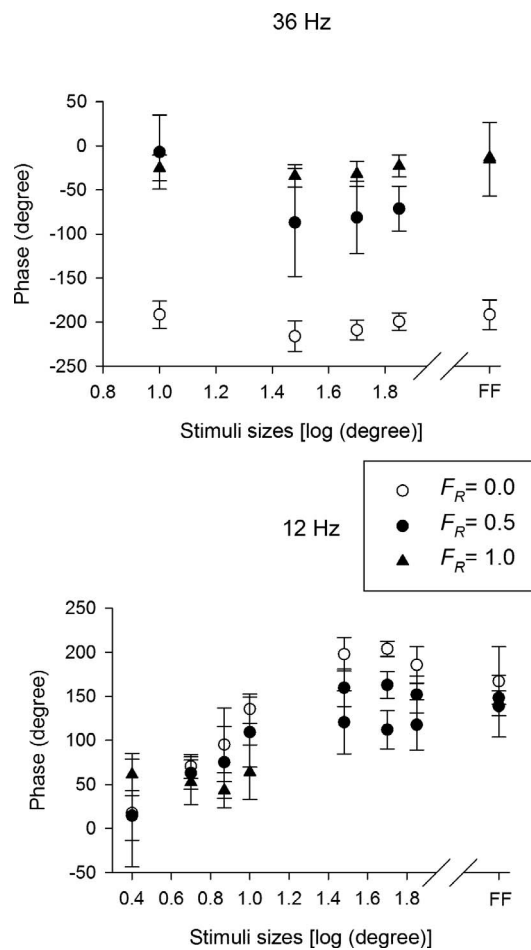 36 Hz
50
0
-50
-100
-150
-200
-250
Phase (degree)
0.8 1.0 1.2 1.4 1.6 1.8 FF
Stimuli sizes [log (degree)]
F_R= 0.0
F_R= 0.5
F_R= 1.0
12 Hz
250
200
150
100
50
0
-50
Phase (degree)
0.4 0.6 0.8 1.0 1.2 1.4 1.6 1.8 FF
Stimuli sizes [log (degree)]